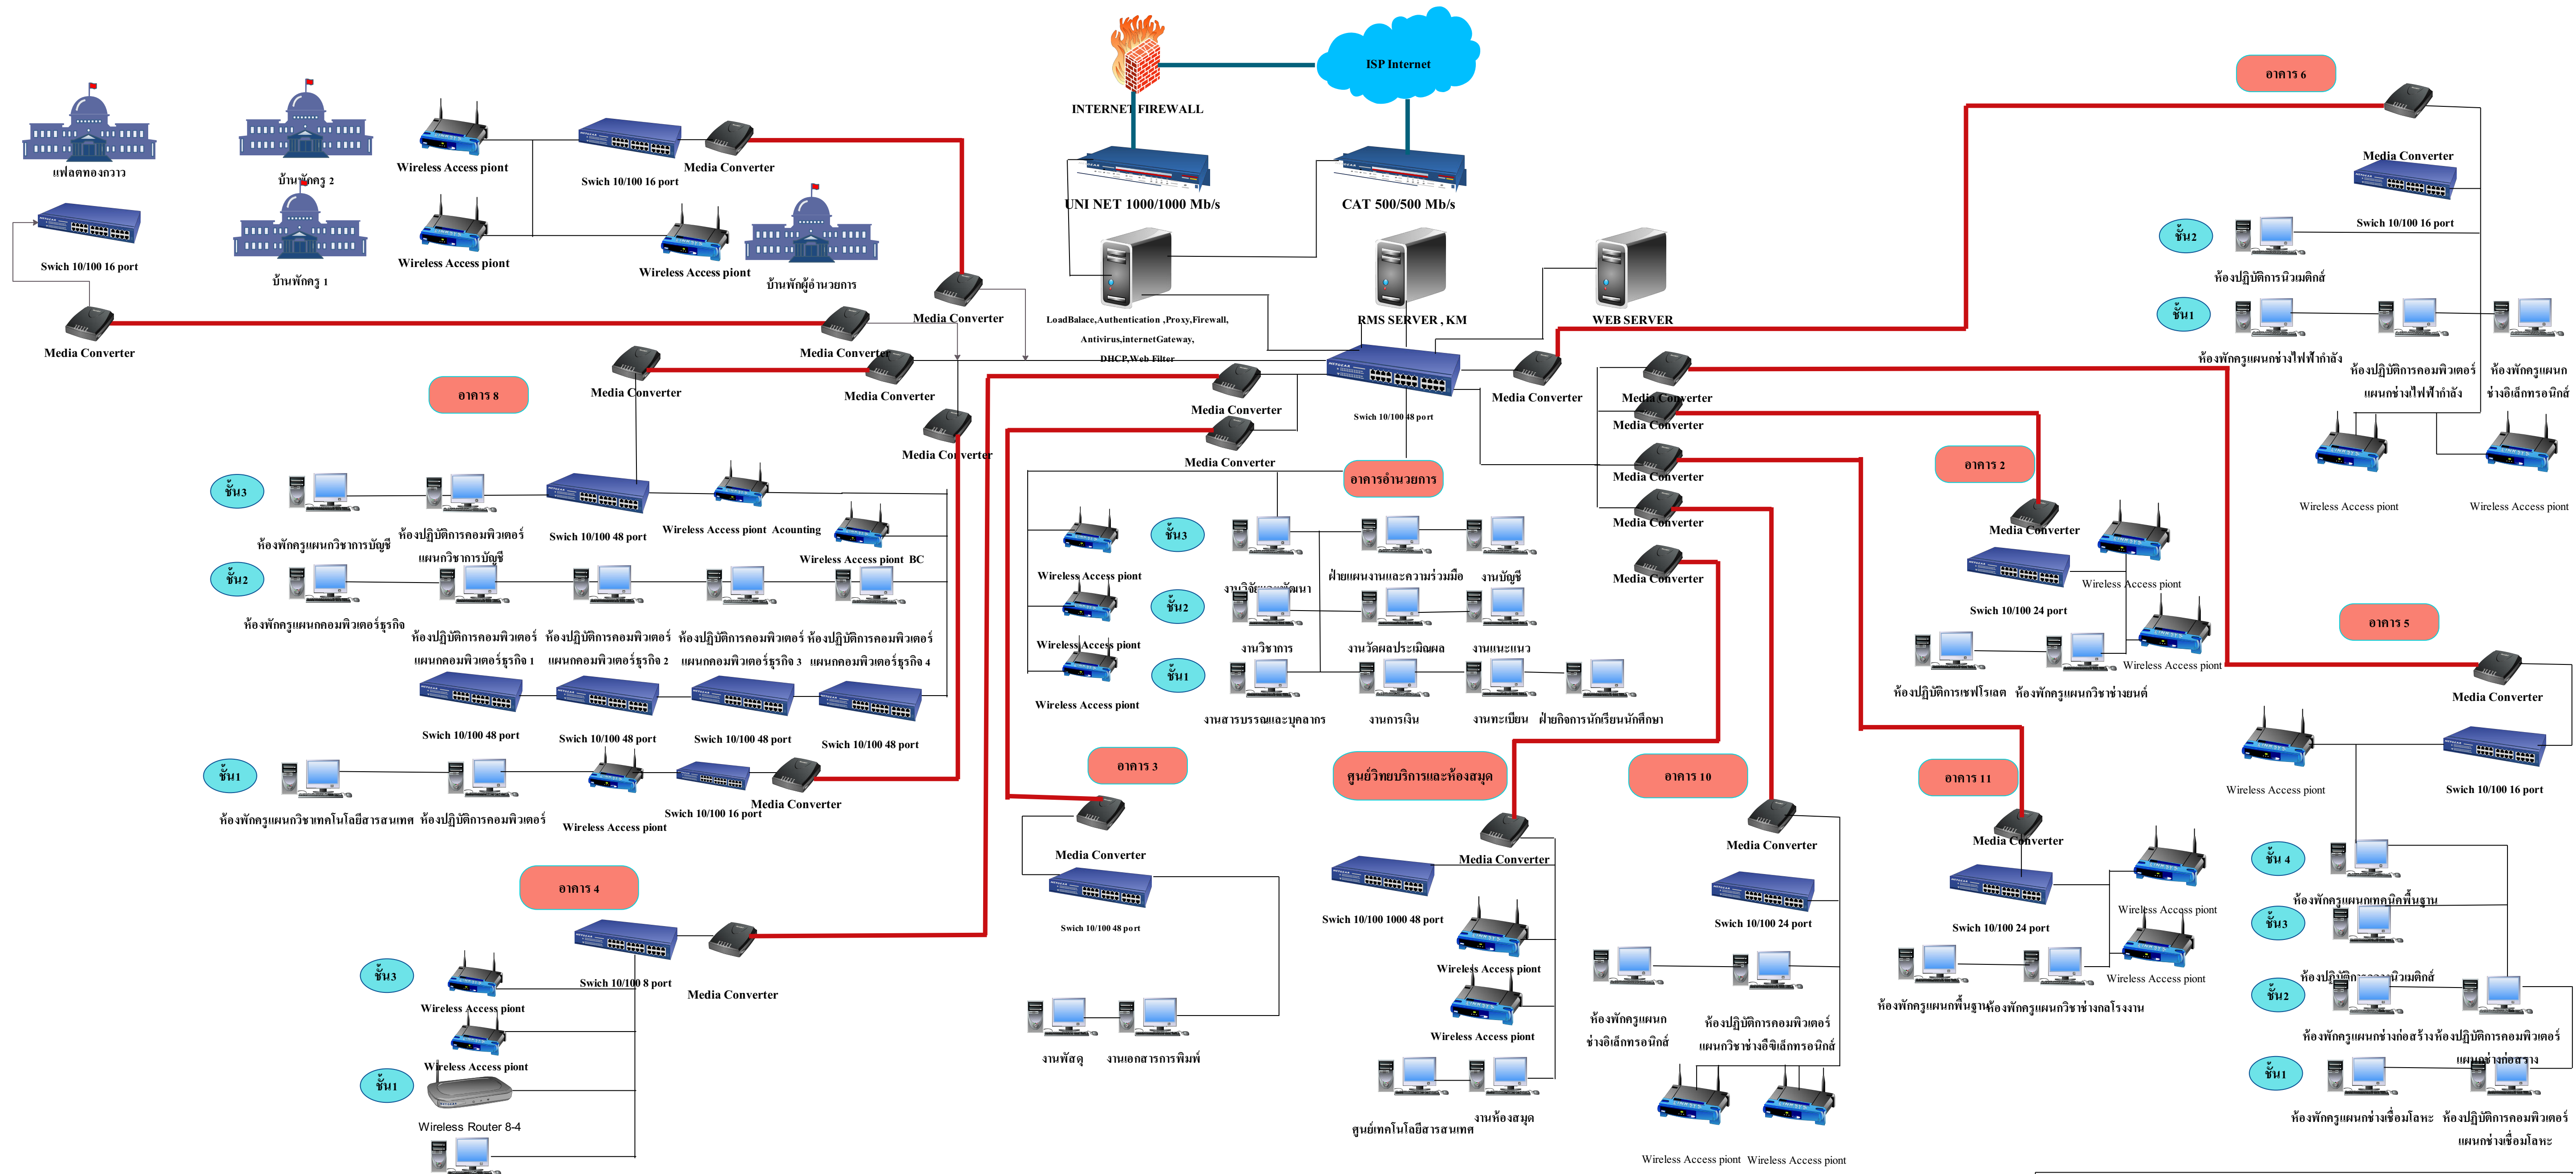 INTERNET FIREWALL
ISP Internet
UNI NET 1000/1000 Mb/s
CAT 500/500 Mb/s
LoadBalace,Authentication ,Proxy,Firewall,
Antivirus,internetGateway,
DHCP,Web Filter
RMS SERVER , KM
WEB SERVER
Swich 10/100 48 port
แฟลตทองกวาว
บ้านพักครู 2
Wireless Access piont
Swich 10/100 16 port
Media Converter
Swich 10/100 16 port
บ้านพักครู 1
Wireless Access piont
Wireless Access piont
บ้านพักผู้อำนวยการ
Media Converter
Media Converter
Media Converter
Media Converter
Media Converter
Media Converter
อาคาร 8
ชั้น3
ห้องพักครูแผนกวิชาการบัญชี
ห้องปฏิบัติการคอมพิวเตอร์
แผนกวิชาการบัญชี
Swich 10/100 48 port
Wireless Access piont Acounting
Wireless Access piont BC
ชั้น2
ห้องพักครูแผนกคอมพิวเตอร์ธุรกิจ
ห้องปฏิบัติการคอมพิวเตอร์
แผนกคอมพิวเตอร์ธุรกิจ 1
ห้องปฏิบัติการคอมพิวเตอร์
แผนกคอมพิวเตอร์ธุรกิจ 2
ห้องปฏิบัติการคอมพิวเตอร์
แผนกคอมพิวเตอร์ธุรกิจ 3
ห้องปฏิบัติการคอมพิวเตอร์
แผนกคอมพิวเตอร์ธุรกิจ 4
Swich 10/100 48 port
Swich 10/100 48 port
Swich 10/100 48 port
Swich 10/100 48 port
ชั้น1
ห้องพักครูแผนกวิชาเทคโนโลยีสารสนเทศ
ห้องปฏิบัติการคอมพิวเตอร์
Wireless Access piont
Swich 10/100 16 port
Media Converter
อาคาร 4
Swich 10/100 8 port
Media Converter
ชั้น3
Wireless Access piont
Wireless Access piont
ชั้น1
Wireless Router 8-4
Media Converter
Media Converter
อาคารอำนวยการ
Wireless Access piont
Wireless Access piont
Wireless Access piont
ชั้น3
งานวิจัยและพัฒนา
ฝ่ายแผนงานและความร่วมมือ
งานบัญชี
ชั้น2
งานวิชาการ
งานวัดผลประเมิณผล
งานแนะแนว
ชั้น1
งานสารบรรณและบุคลากร
งานการเงิน
งานทะเบียน
ฝ่ายกิจการนักเรียนนักศึกษา
อาคาร 3
Media Converter
Swich 10/100 48 port
งานพัสดุ
งานเอกสารการพิมพ์
ศูนย์วิทยบริการและห้องสมุด
Media Converter
Swich 10/100 1000 48 port
Wireless Access piont
Wireless Access piont
ศูนย์เทคโนโลยีสารสนเทศ
งานห้องสมุด
Media Converter
Media Converter
Media Converter
Media Converter
Media Converter
Media Converter
อาคาร 10
Media Converter
Swich 10/100 24 port
ห้องพักครูแผนก
ช่างอิเล็กทรอนิกส์
ห้องปฏิบัติการคอมพิวเตอร์
แผนกวิชาช่างอืฃิเล็กทรอนิกส์
Wireless Access piont
Wireless Access piont
อาคาร 11
Media Converter
Swich 10/100 24 port
Wireless Access piont
Wireless Access piont
ห้องพักครูแผนกพื้นฐาน
ห้องพักครูแผนกวิชาช่างกลโรงงาน
อาคาร 2
Media Converter
Swich 10/100 24 port
Wireless Access piont
Wireless Access piont
ห้องปฏิบัติการเชฟโรเลต
ห้องพักครูแผนกวิชาช่างยนต์
อาคาร 6
Media Converter
Swich 10/100 16 port
ชั้น2
ห้องปฏิบัติการนิวเมติกส์
ชั้น1
ห้องพักครูแผนกช่างไฟฟ้ากำลัง
ห้องปฏิบัติการคอมพิวเตอร์
แผนกช่างไฟฟ้ากำลัง
ห้องพักครูแผนก
ช่างอิเล็กทรอนิกส์
Wireless Access piont
Wireless Access piont
อาคาร 5
Media Converter
Wireless Access piont
Swich 10/100 16 port
ชั้น 4
ห้องพักครูแผนกเทคนิคพื้นฐาน
ชั้น3
ชั้น2
ห้องพักครูแผนกช่างก่อสร้าง
ห้องปฏิบัติการคอมพิวเตอร์
แผนกช่างก่อสราง
ชั้น1
ห้องพักครูแผนกช่างเชื่อมโลหะ
ห้องปฏิบัติการคอมพิวเตอร์
แผนกช่างเชื่อมโลหะ